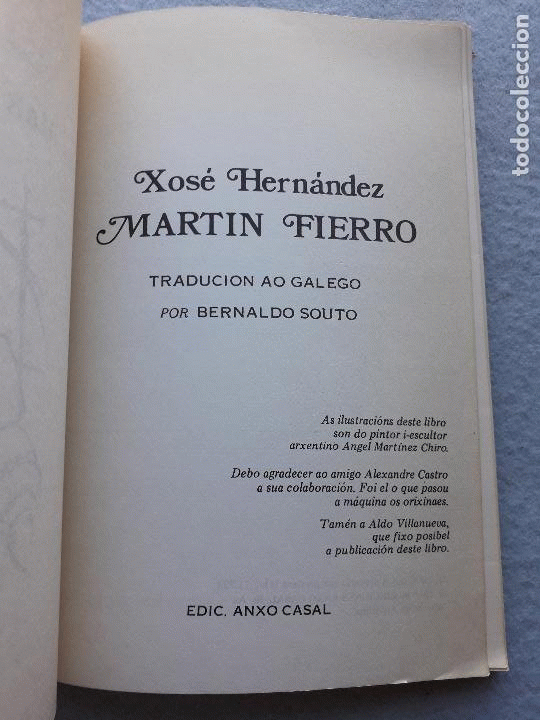 Xosé Hernández
MARTIN FIERRO
TRADUCION AO GALEGO
POR BERNALDO SOUTO
As ilustracións deste libro
son do pintor i-escultor
arxentino Angel Martínez Chiro.
Debo agradecer ao amigo Alexandre Castro
a sua colaboración. Foi el o que pasou
a máquina os orixinaes.
Tamén a Aldo Villanueva,
que fixo posibel
a publicación deste libro.
EDIC. ANXO CASAL
todocoleccion